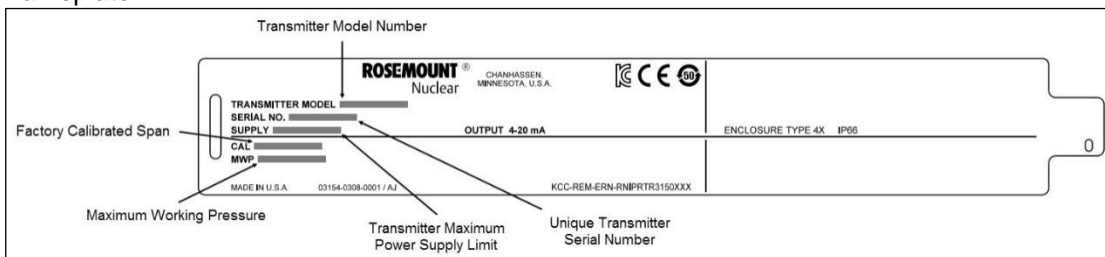 Transmitter Model Number
ROSEMOUNT ®
Nuclear
CHANHASSEN,
MINNESOTA, U.S.A.
50
TRANSMITTER MODEL
SERIAL NO.
SUPPLY
OUTPUT 4-20 mA
ENCLOSURE TYPE 4X IP66
Factory Calibrated Span
CAL
MWP
0
MADE IN U.S.A. 03164-0308-0001 / AJ
KCC-REM-ERN-RNIPRTR3150XXX
Maximum Working Pressure
Transmitter Maximum
Power Supply Limit
Unique Transmitter
Serial Number